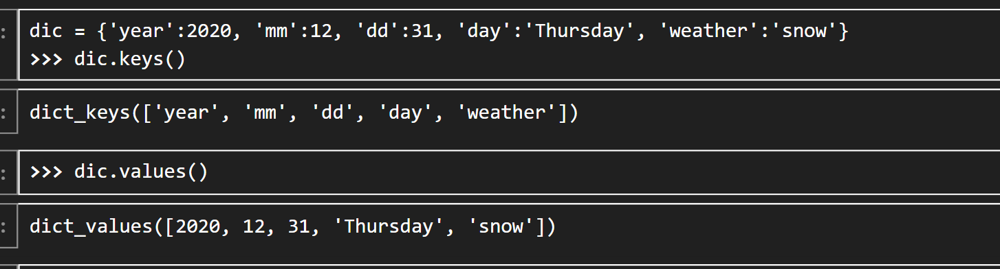 dic = {'year':2020, 'mm':12, 'dd':31, 'day':'Thursday', 'weather':'snow'}
>>> dic.keys()
dict_keys(['year', 'mm', 'dd', 'day', 'weather'])
>>> dic.values()
dict_values([2020, 12, 31, 'Thursday', 'snow'])